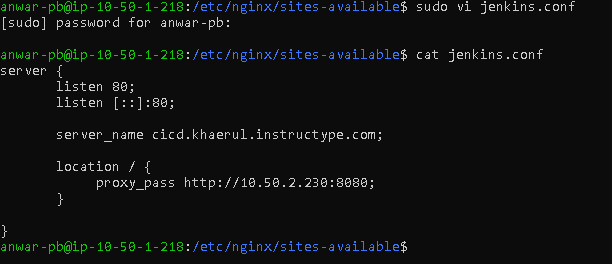 anwar-pb@ip-10-50-1-218:/etc/nginx/sites-available$ sudo vi jenkins.conf
[sudo] password for anwar-pb:
anwar-pb@ip-10-50-1-218:/etc/nginx/sites-available$ cat jenkins.conf
server {
        listen 80;
        listen [::]:80;
        server_name cicd.khaerul.instructype.com;
        location / {
             proxy_pass http://10.50.2.230:8080;
        }
}
anwar-pb@ip-10-50-1-218:/etc/nginx/sites-available$